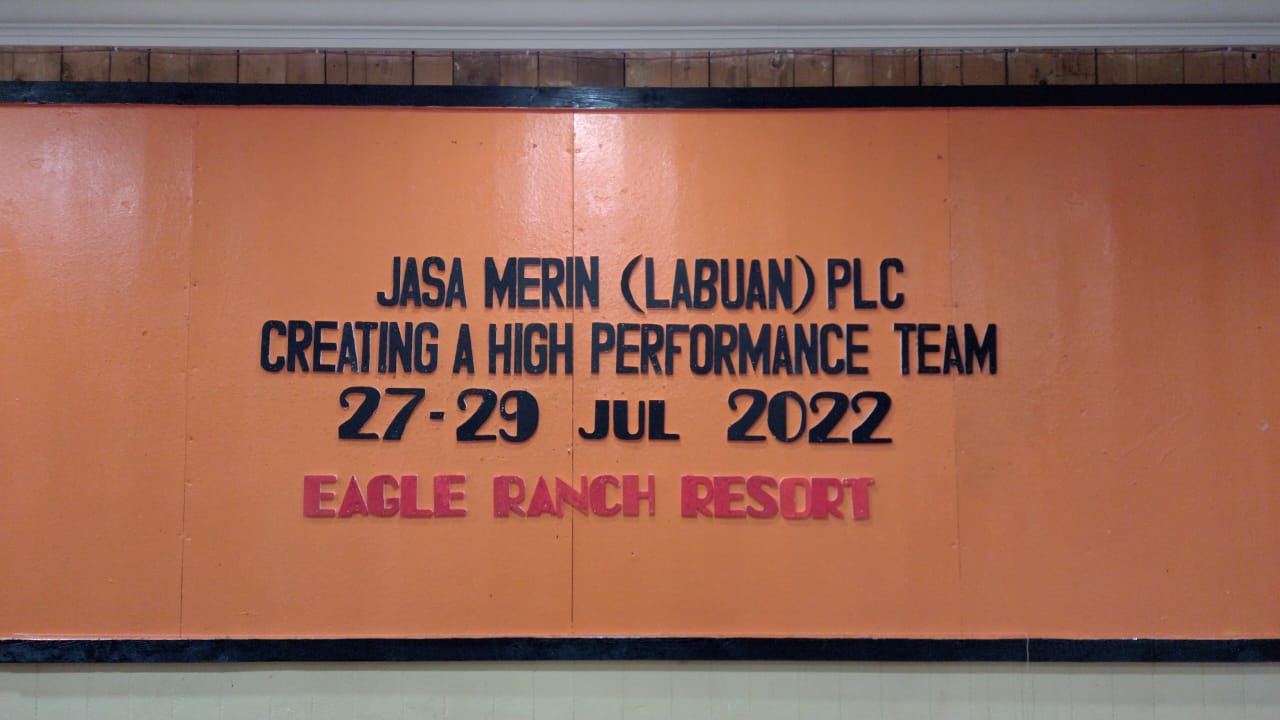 JASA MERIN (LABUAN) PLC
CREATING A HIGH PERFORMANCE TEAM
27-29 JUL 2022
EAGLE RANCH RESORT